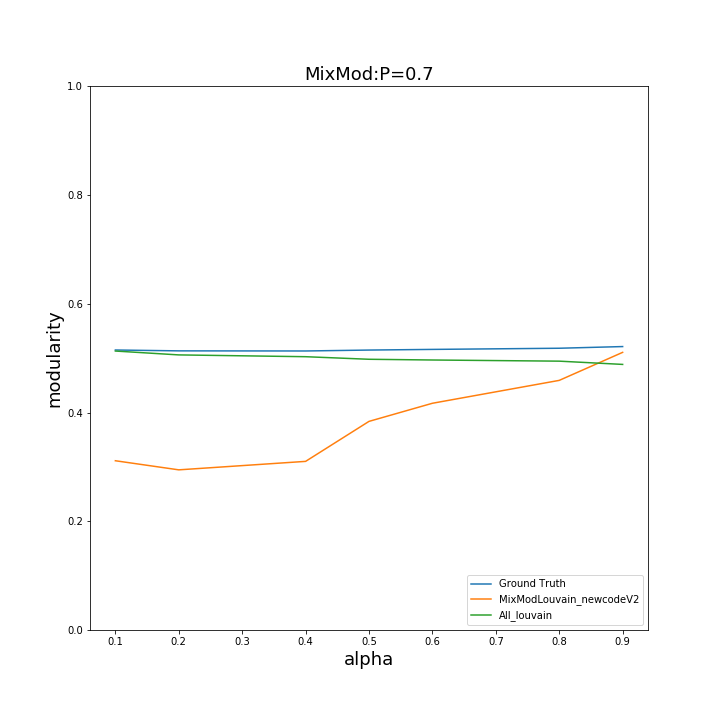 MixMod:P=0.7
1.0
0.8
0.6
0.4
0.2
0.0
modularity
0.1 0.2 0.3 0.4 0.5 0.6 0.7 0.8 0.9
alpha
Ground Truth
MixModLouvain_newcodeV2
All_louvain